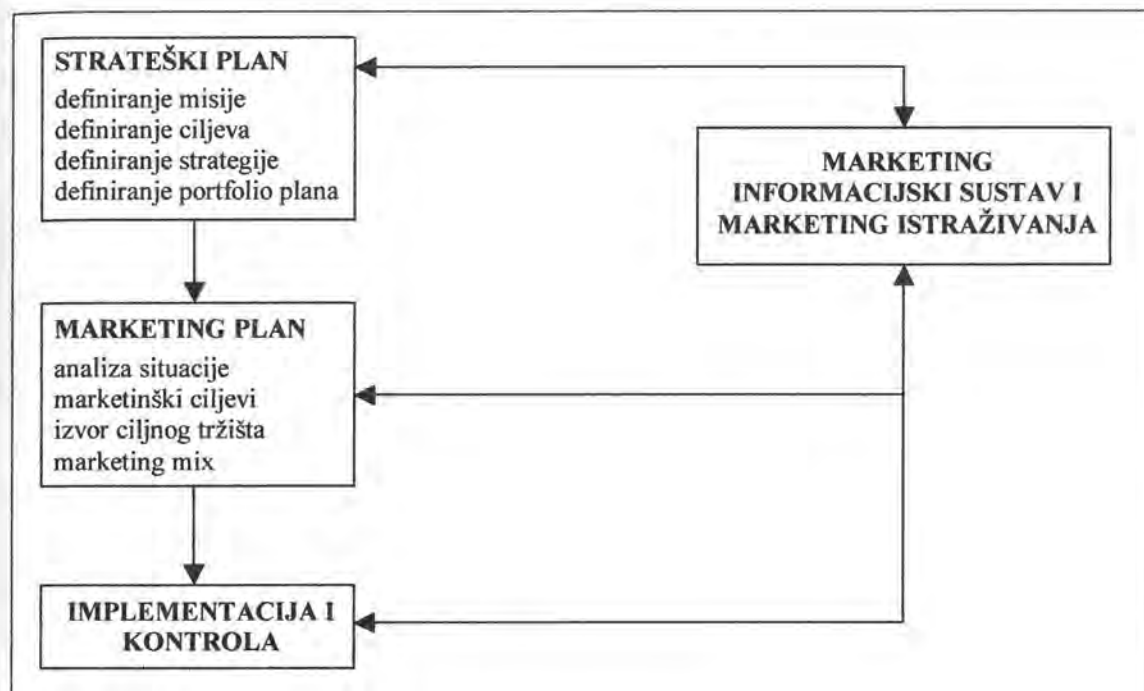 STRATEŠKI PLAN
definiranje misije
definiranje ciljeva
definiranje strategije
definiranje portfolio plana
MARKETING
INFORMACIJSKI SUSTAV I
MARKETING ISTRAŽIVANJA
MARKETING PLAN
analiza situacije
marketinški ciljevi
izvor ciljnog tržišta
marketing mix
IMPLEMENTACIJA I
KONTROLA